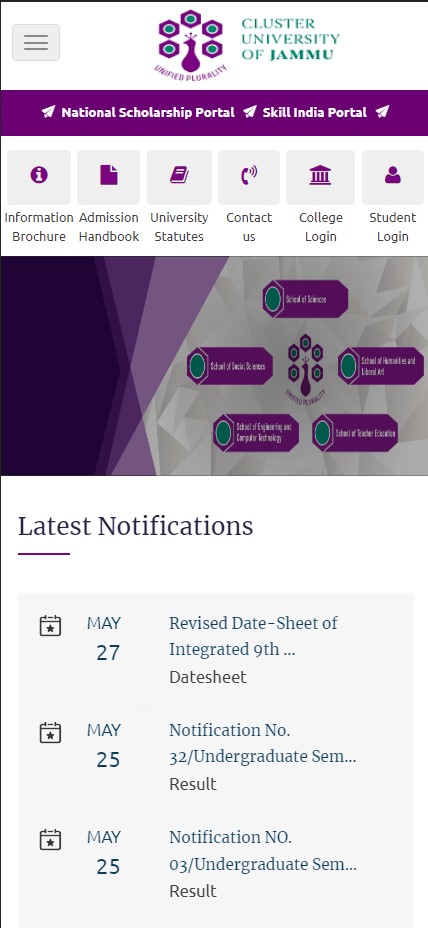 CLUSTER
UNIVERSITY
OF JAMMU
UNIFIED PLURALITY
National Scholarship Portal Skill India Portal
Information Brochure
Admission Handbook
University Statutes
Contact us
College Login
Student Login
School of Sciences
School of Social Sciences
School of Humanities and
Liberal Art
UNIFIED PLURALITY
School of Engineering and
Computer Technology
School of Teacher Education
Latest Notifications
MAY
27
Revised Date-Sheet of
Integrated 9th ...
Datesheet
MAY
25
Notification No.
32/Undergraduate Sem...
Result
MAY
25
Notification NO.
03/Undergraduate Sem...
Result